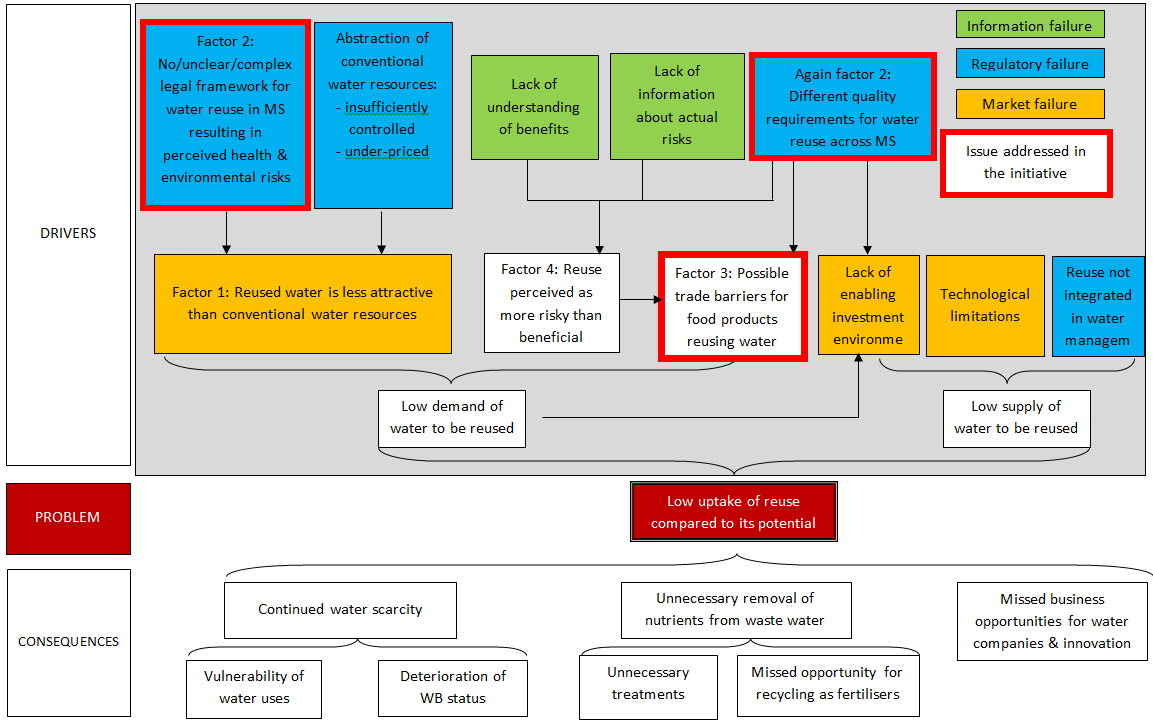 DRIVERS
Factor 2:
No/unclear/complex
legal framework for
water reuse in MS
resulting in
perceived health &
environmental risks
Abstraction of
conventional
water resources:
- insufficiently
controlled
- under-priced
Lack of
understanding
of benefits
Lack of
information
about actual
risks
Again factor 2:
Different quality
requirements for water
reuse across MS
Information failure
Regulatory failure
Market failure
Issue addressed in
the initiative
Factor 1: Reused water is less attractive
than conventional water resources
Factor 4: Reuse
perceived as
more risky than
beneficial
Factor 3: Possible
trade barriers for
food products
reusing water
Lack of
enabling
investment
environme
Technological
limitations
Reuse not
integrated
in water
managem
Low demand of
water to be reused
Low supply of
water to be reused
PROBLEM
Low uptake of reuse
compared to its potential
CONSEQUENCES
Continued water scarcity
Unnecessary removal of
nutrients from waste water
Missed business
opportunities for water
companies & innovation
Vulnerability of
water uses
Deterioration of
WB status
Unnecessary
treatments
Missed opportunity for
recycling as fertilisers